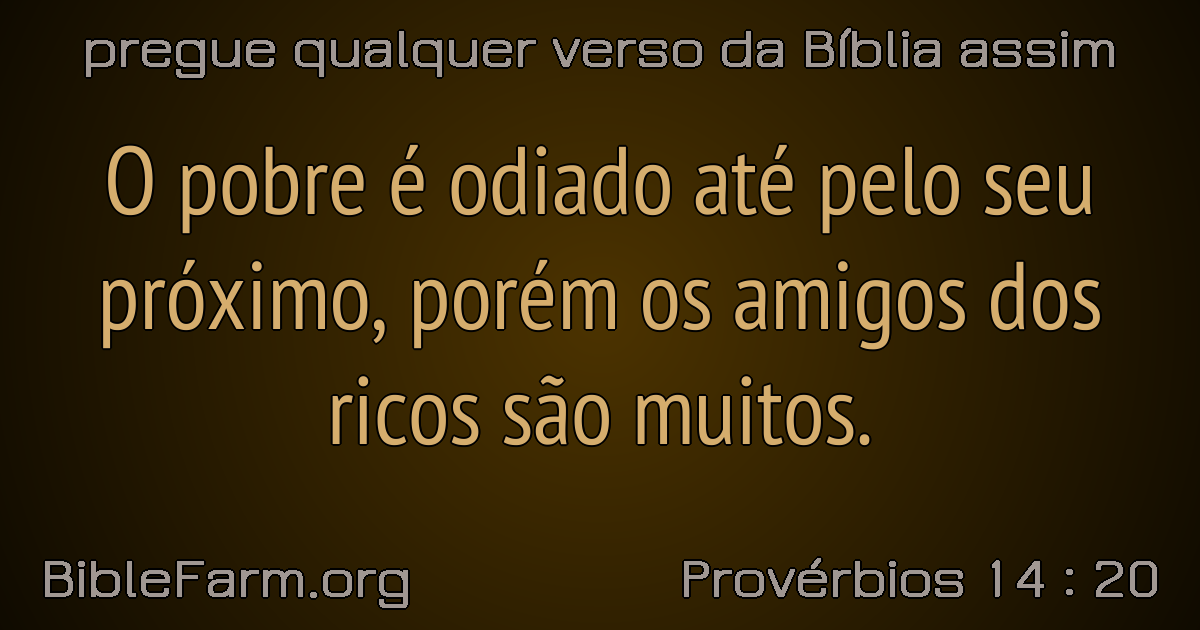 pregue qualquer verso da Bíblia assim
O pobre é odiado até pelo seu
próximo, porém os amigos dos
ricos são muitos.
BibleFarm.org
Provérbios 14 : 20